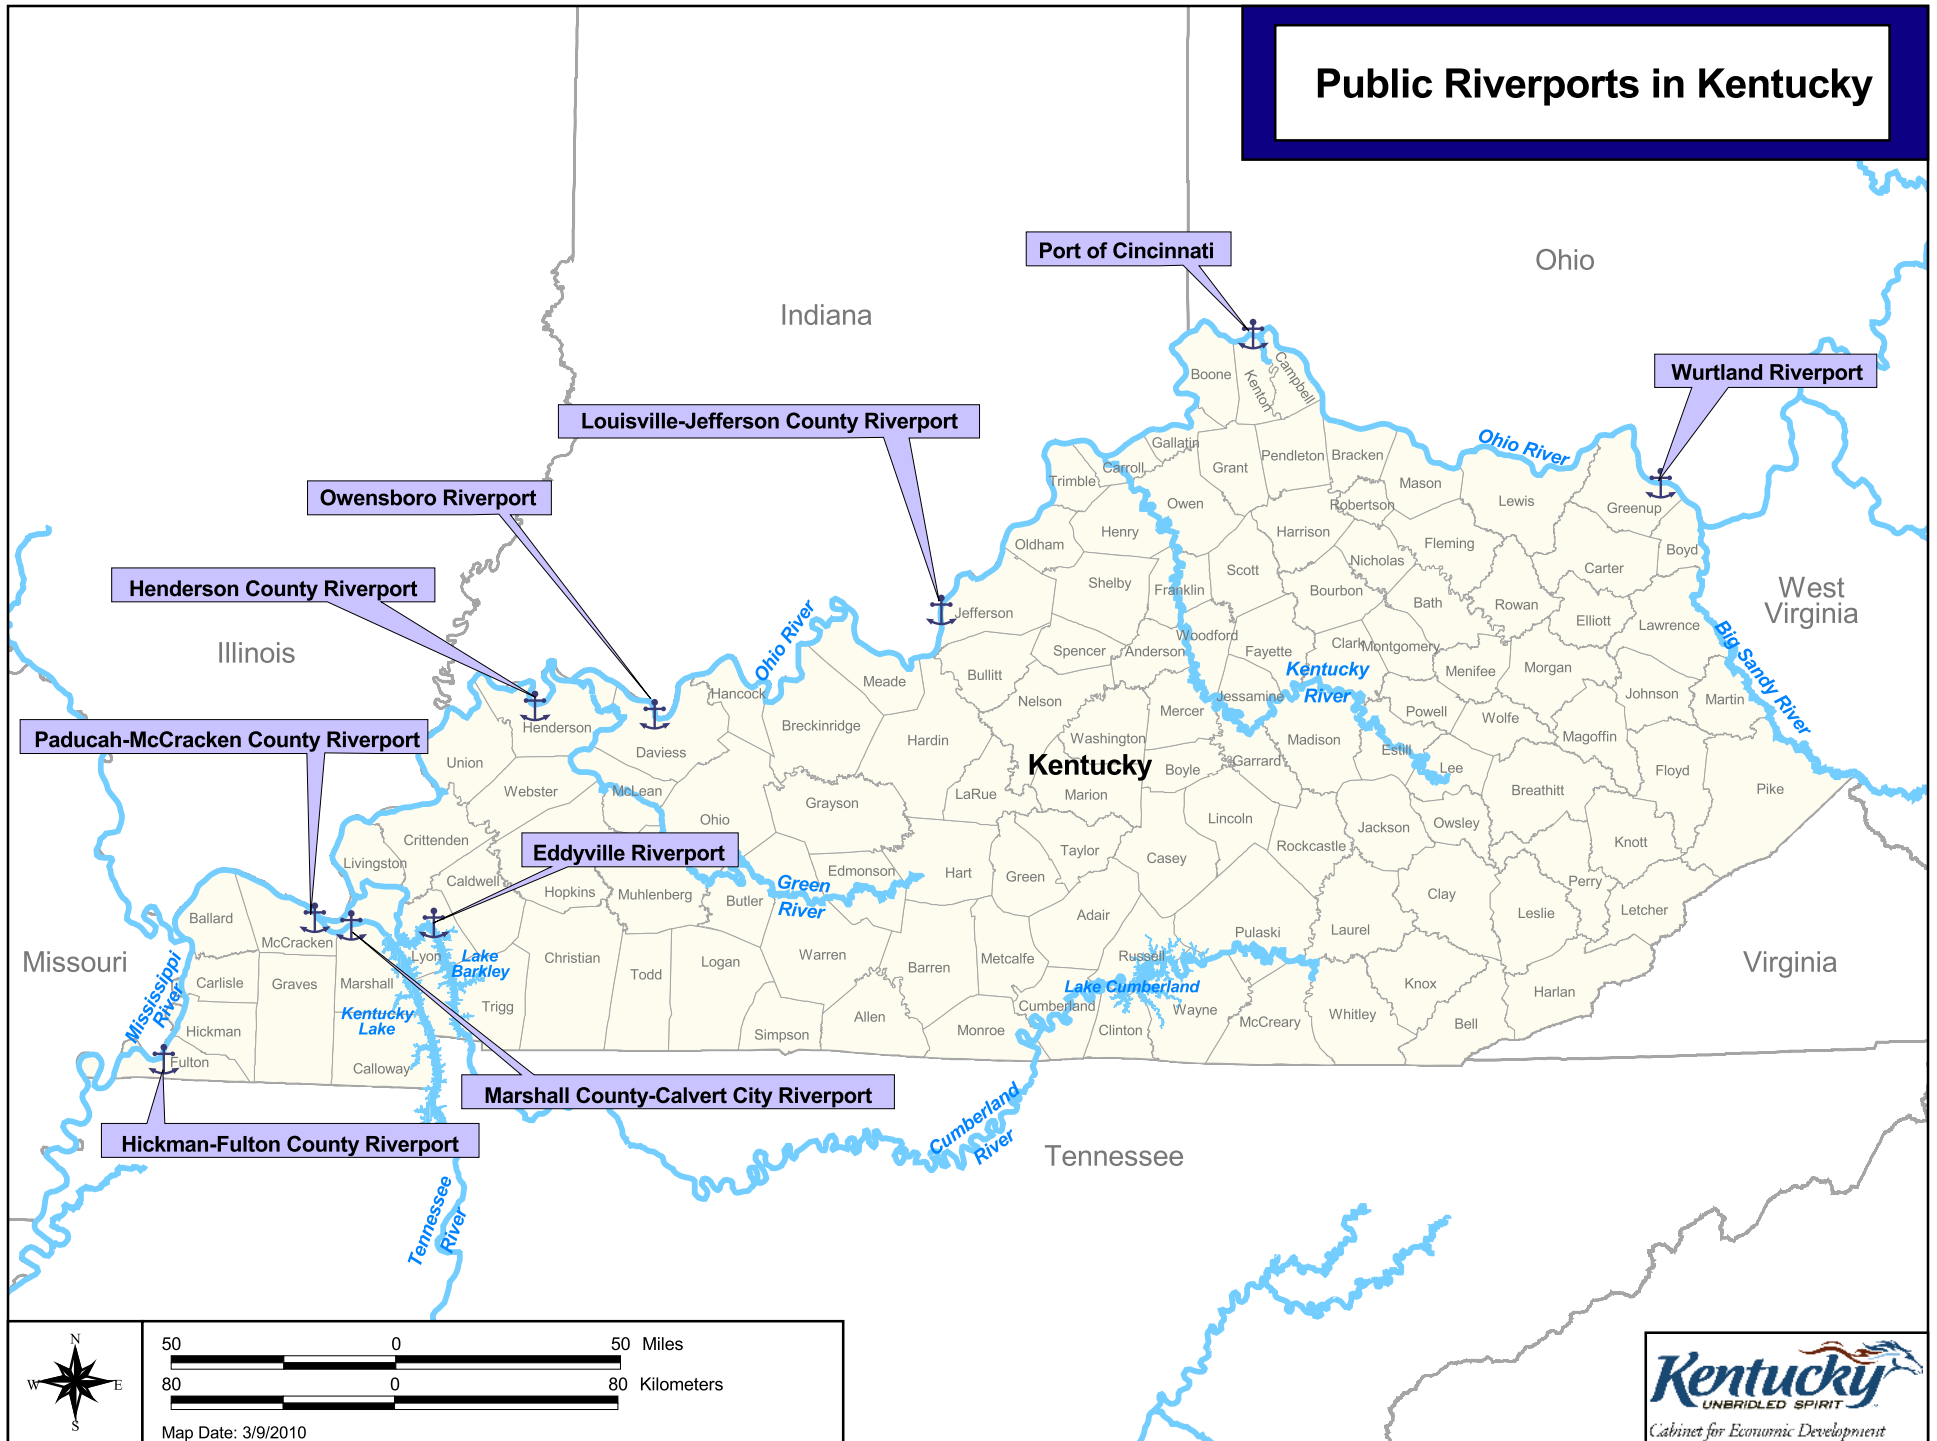 Public Riverports in Kentucky
Port of Cincinnati
Ohio
Indiana
Wurtland Riverport
Louisville-Jefferson County Riverport
Owensboro Riverport
Henderson County Riverport
Paducah-McCracken County Riverport
Eddyville Riverport
Marshall County-Calvert City Riverport
Hickman-Fulton County Riverport
Illinois
Missouri
West
Virginia
Virginia
Tennessee
Kentucky
Ohio River
Ohio River
Big Sandy River
Kentucky
River
Green
River
Lake
Barkley
Kentucky
Lake
Lake Cumberland
Cumberland
River
Tennessee
River
Mississippi
River
Boone
Kenton
Campbell
Gallatin
Carroll
Trimble
Grant
Pendleton
Bracken
Mason
Robertson
Lewis
Greenup
Boyd
Owen
Henry
Oldham
Harrison
Nicholas
Fleming
Carter
Scott
Shelby
Franklin
Bourbon
Bath
Rowan
Elliott
Lawrence
Jefferson
Woodford
Spencer
Anderson
Fayette
Clark
Montgomery
Menifee
Morgan
Johnson
Martin
Bullitt
Nelson
Jessamine
Mercer
Powell
Wolfe
Magoffin
Washington
Madison
Estill
Lee
Floyd
Pike
Garrard
Boyle
Marion
Breathitt
Meade
Hancock
Breckinridge
Hardin
Henderson
Daviess
Union
Webster
McLean
Ohio
Grayson
LaRue
Lincoln
Jackson
Owsley
Knott
Rockcastle
Crittenden
Livingston
Caldwell
Hopkins
Muhlenberg
Butler
Edmonson
Hart
Green
Taylor
Casey
Perry
Clay
Leslie
Letcher
Adair
Pulaski
Laurel
Ballard
McCracken
Lyon
Christian
Todd
Logan
Warren
Barren
Metcalfe
Russell
Carlisle
Graves
Marshall
Trigg
Knox
Harlan
Cumberland
Wayne
McCreary
Whitley
Bell
Hickman
Fulton
Calloway
Simpson
Allen
Monroe
Clinton
N
W E
S
50 0 50 Miles
80 0 80 Kilometers
Map Date: 3/9/2010
Kentucky
UNBRIDLED SPIRIT
Cabinet for Economic Development